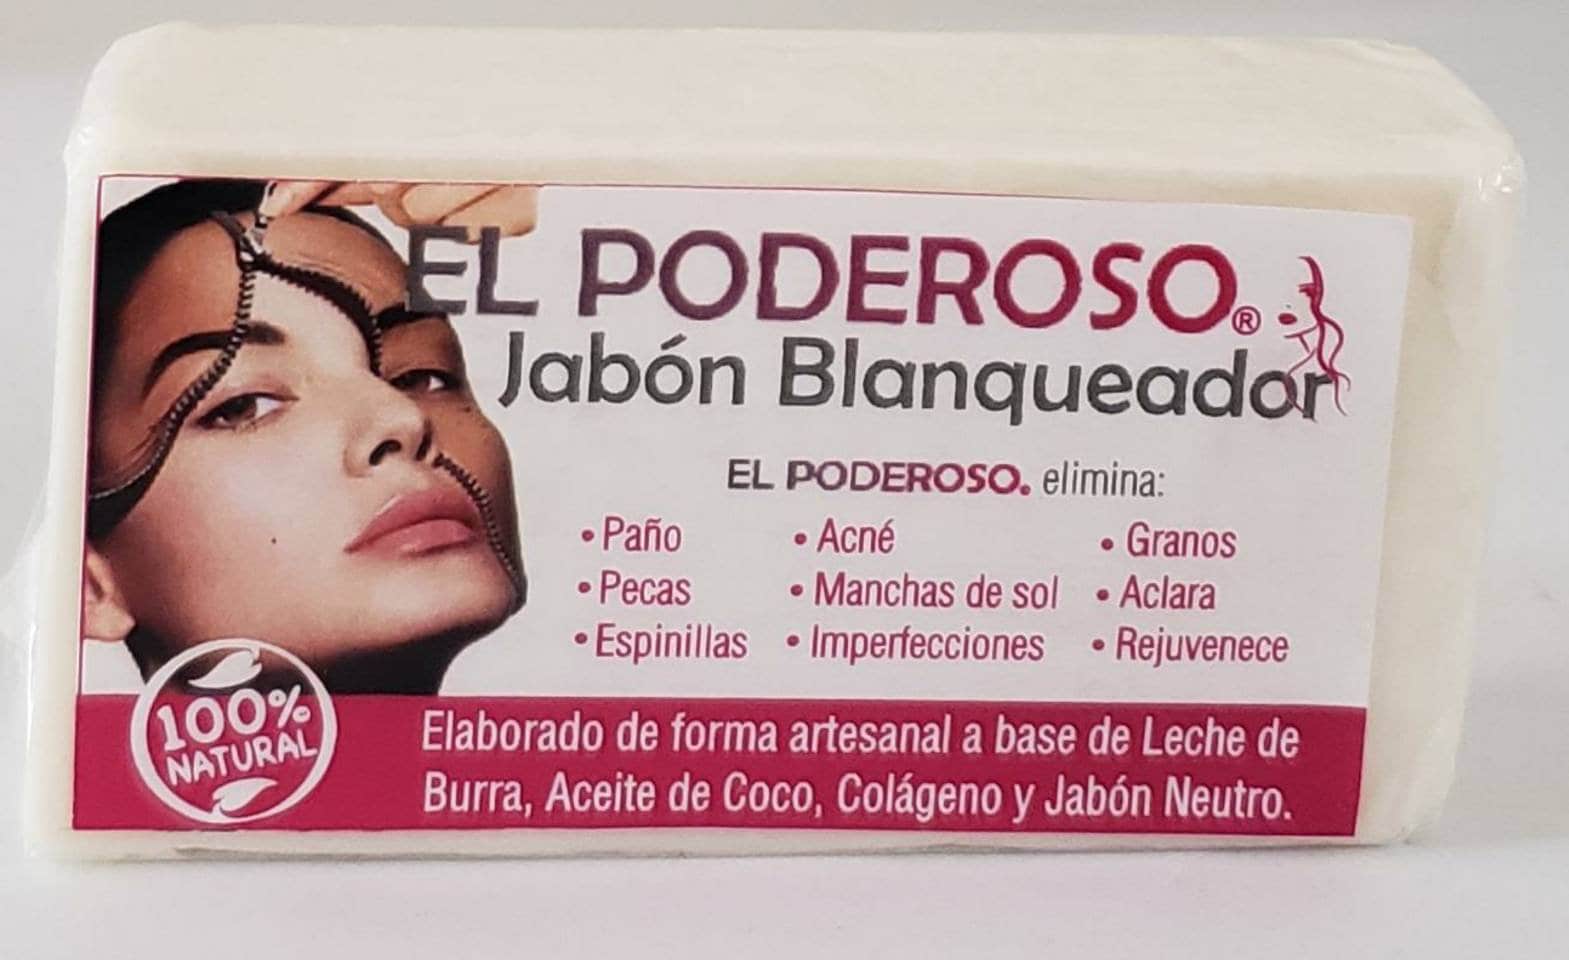 EL PODEROSO®
Jabón Blanqueador
EL PODEROSO. elimina:
• Paño • Acné • Granos
• Pecas • Manchas de sol • Aclara
• Espinillas • Imperfecciones • Rejuvenece
100%
NATURAL
Elaborado de forma artesanal a base de Leche de
Burra, Aceite de Coco, Colágeno y Jabón Neutro.